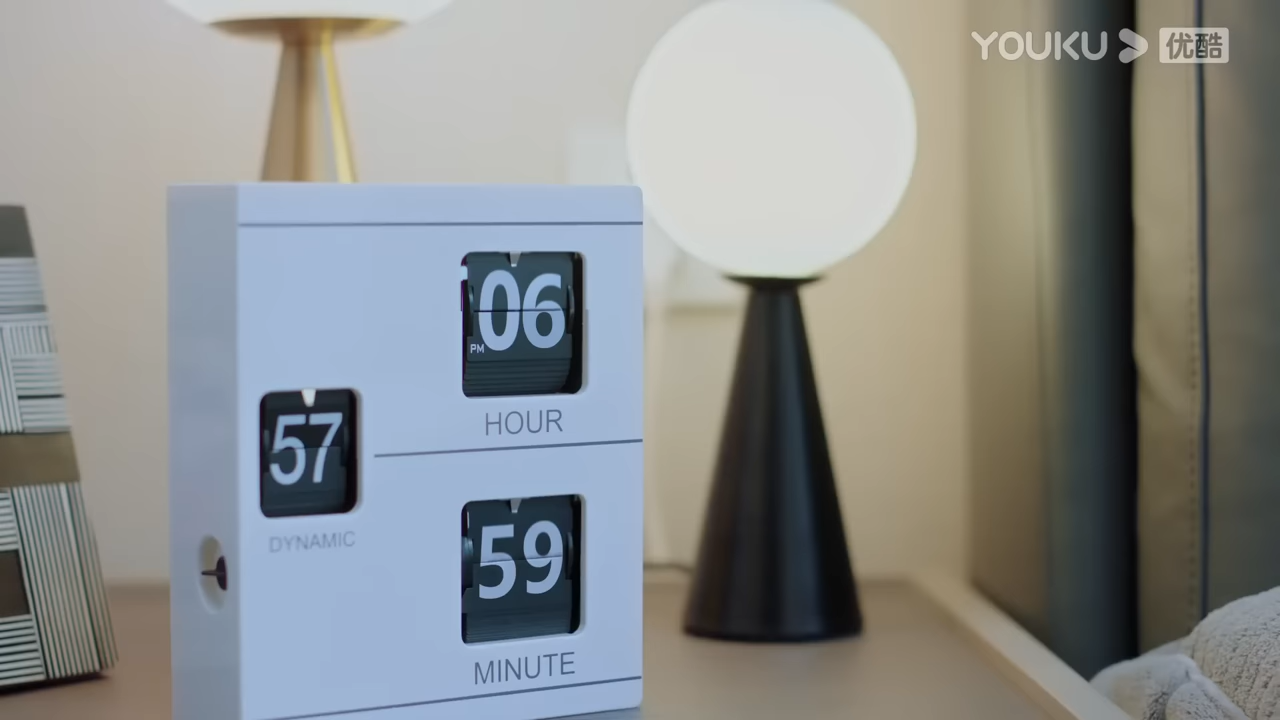 YOUKU 优酷
06
PM
HOUR
57
DYNAMIC
59
MINUTE